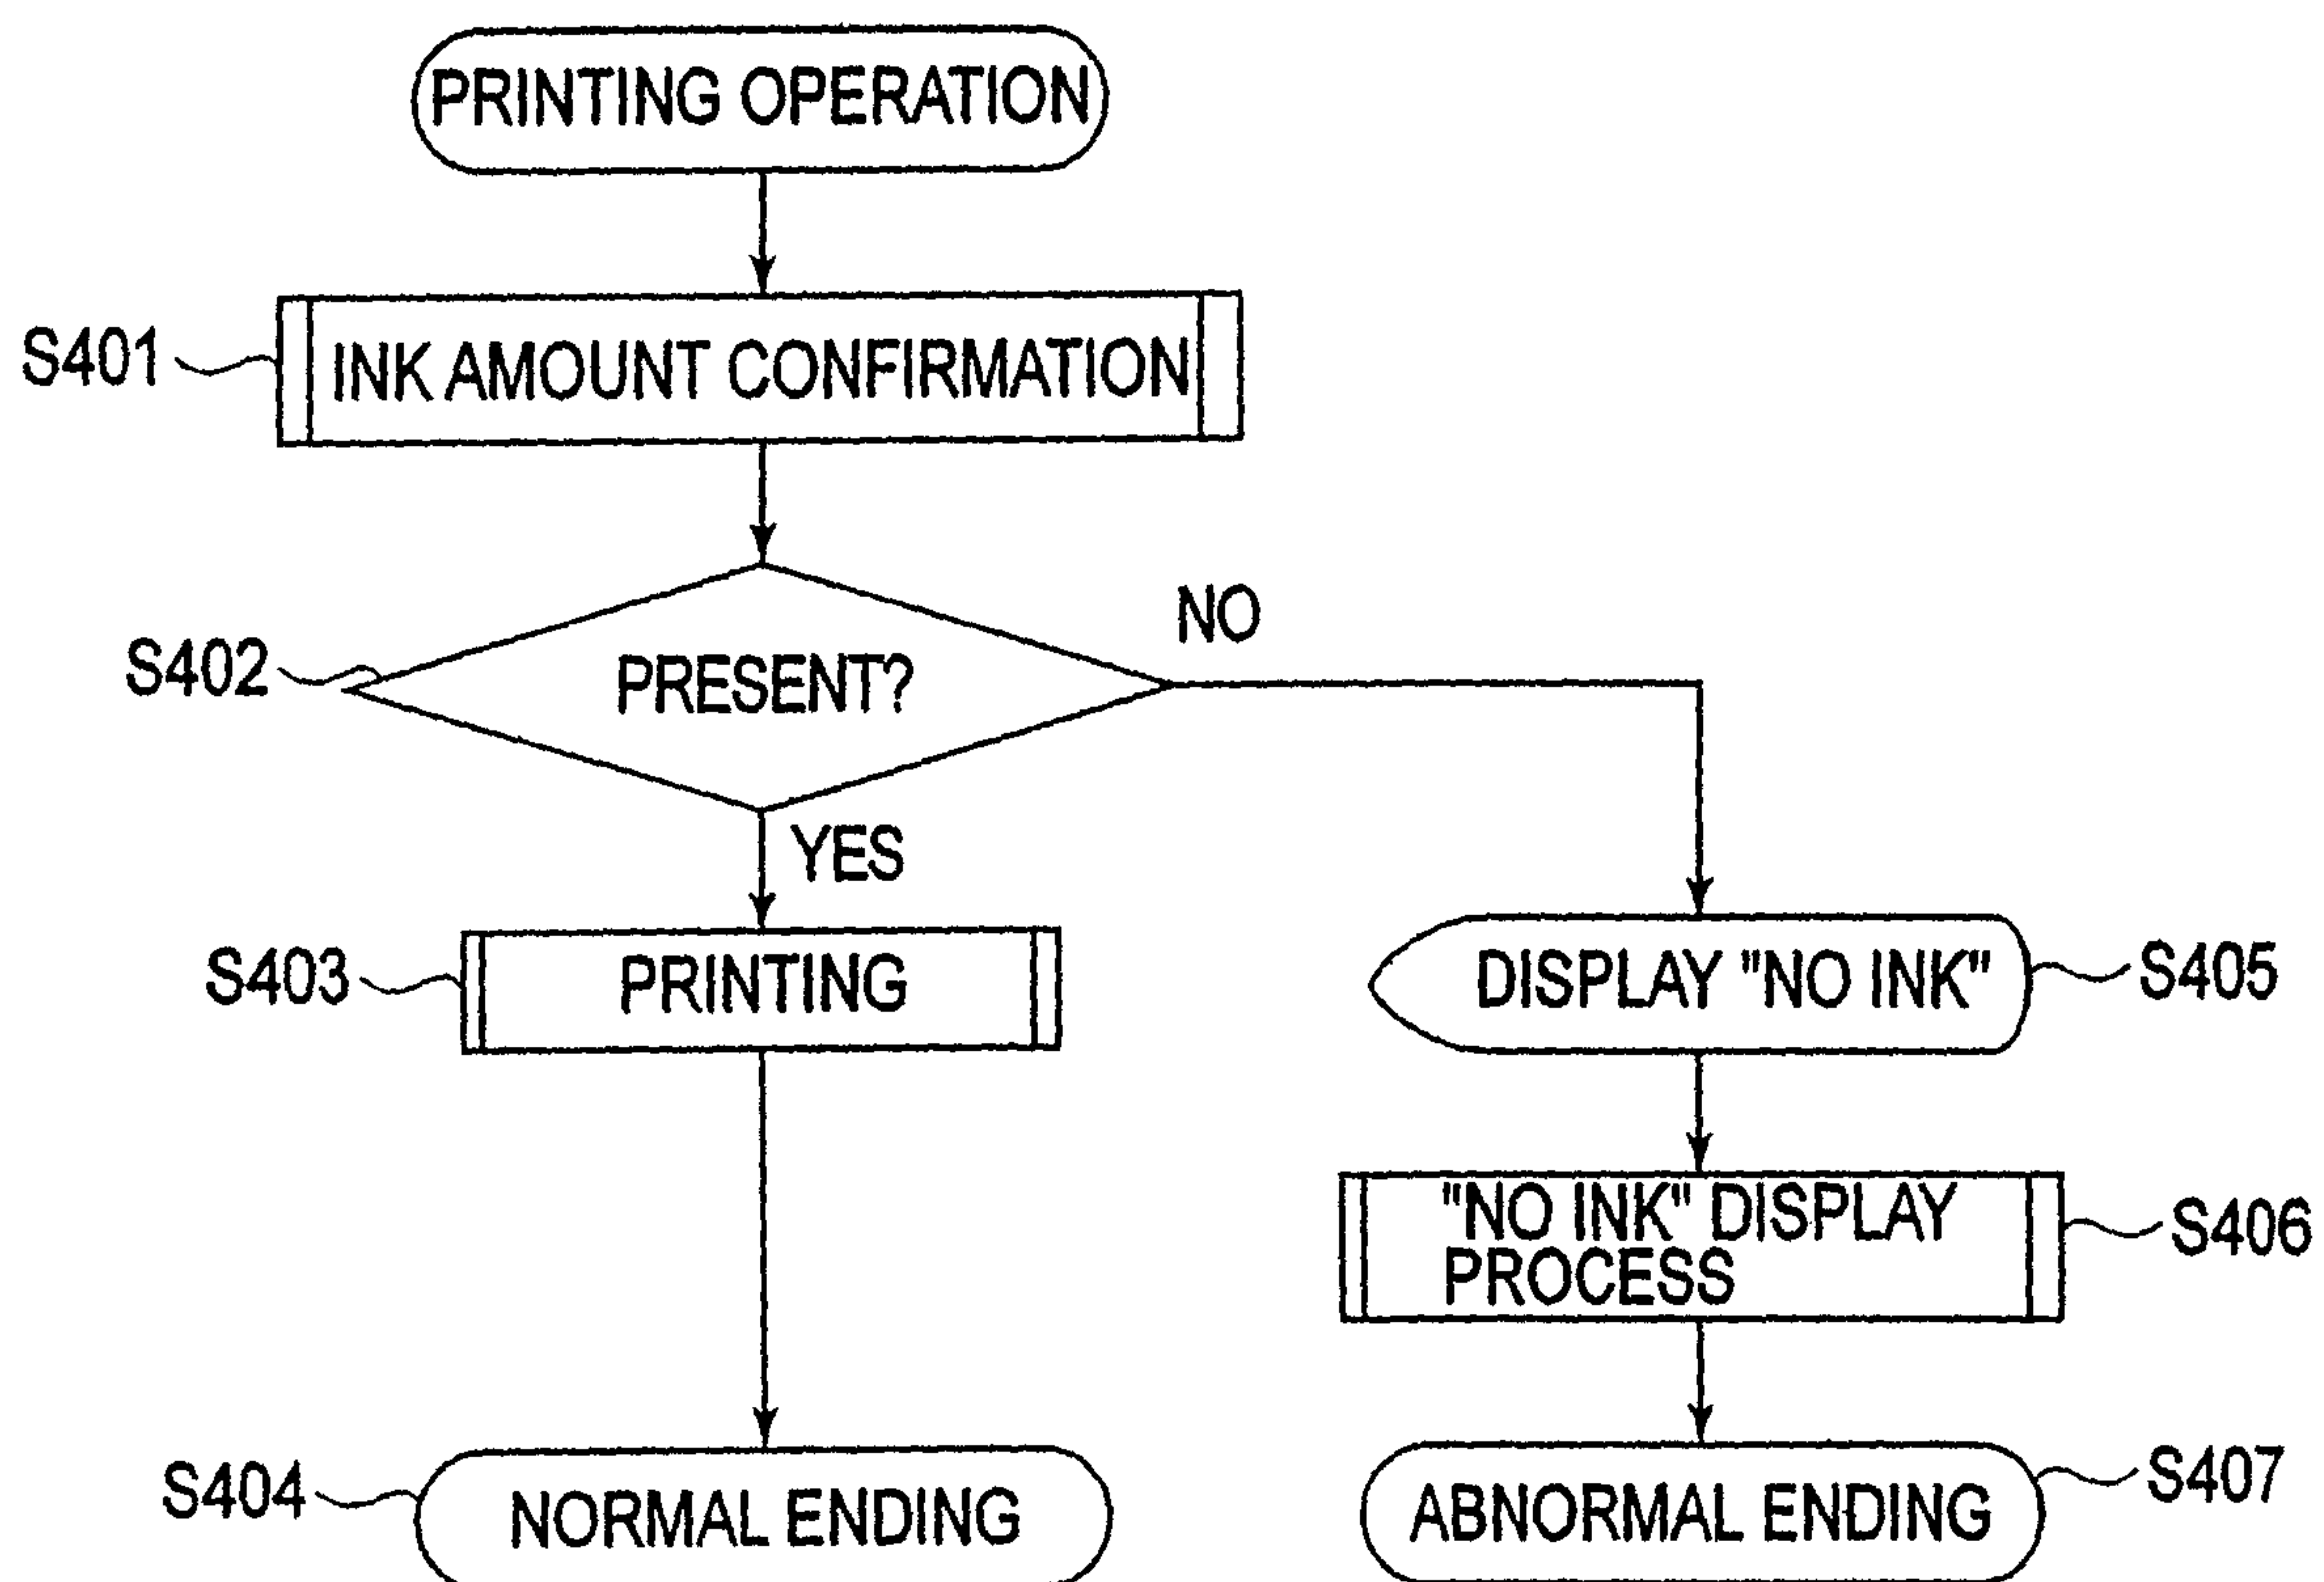 PRINTING OPERATION
S401
INK AMOUNT CONFIRMATION
S402
PRESENT?
NO
YES
S403
PRINTING
DISPLAY "NO INK"
S405
"NO INK" DISPLAY
PROCESS
S406
S404
NORMAL ENDING
ABNORMAL ENDING
S407